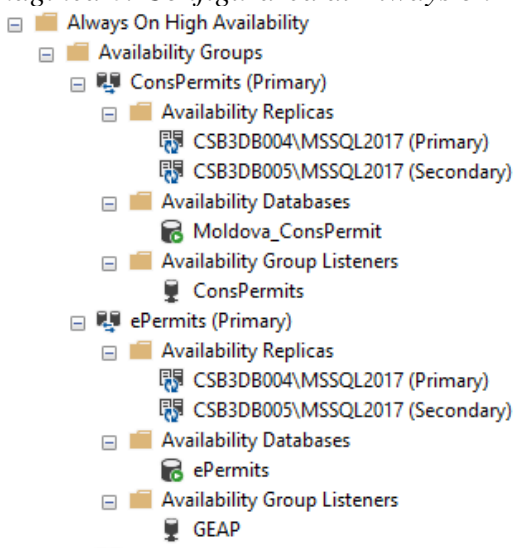 Always On High Availability
Availability Groups
ConsPermits (Primary)
Availability Replicas
CSB3DB004\MSSQL2017 (Primary)
CSB3DB005\MSSQL2017 (Secondary)
Availability Databases
Moldova_ConsPermit
Availability Group Listeners
ConsPermits
ePermits (Primary)
Availability Replicas
CSB3DB004\MSSQL2017 (Primary)
CSB3DB005\MSSQL2017 (Secondary)
Availability Databases
ePermits
Availability Group Listeners
GEAP